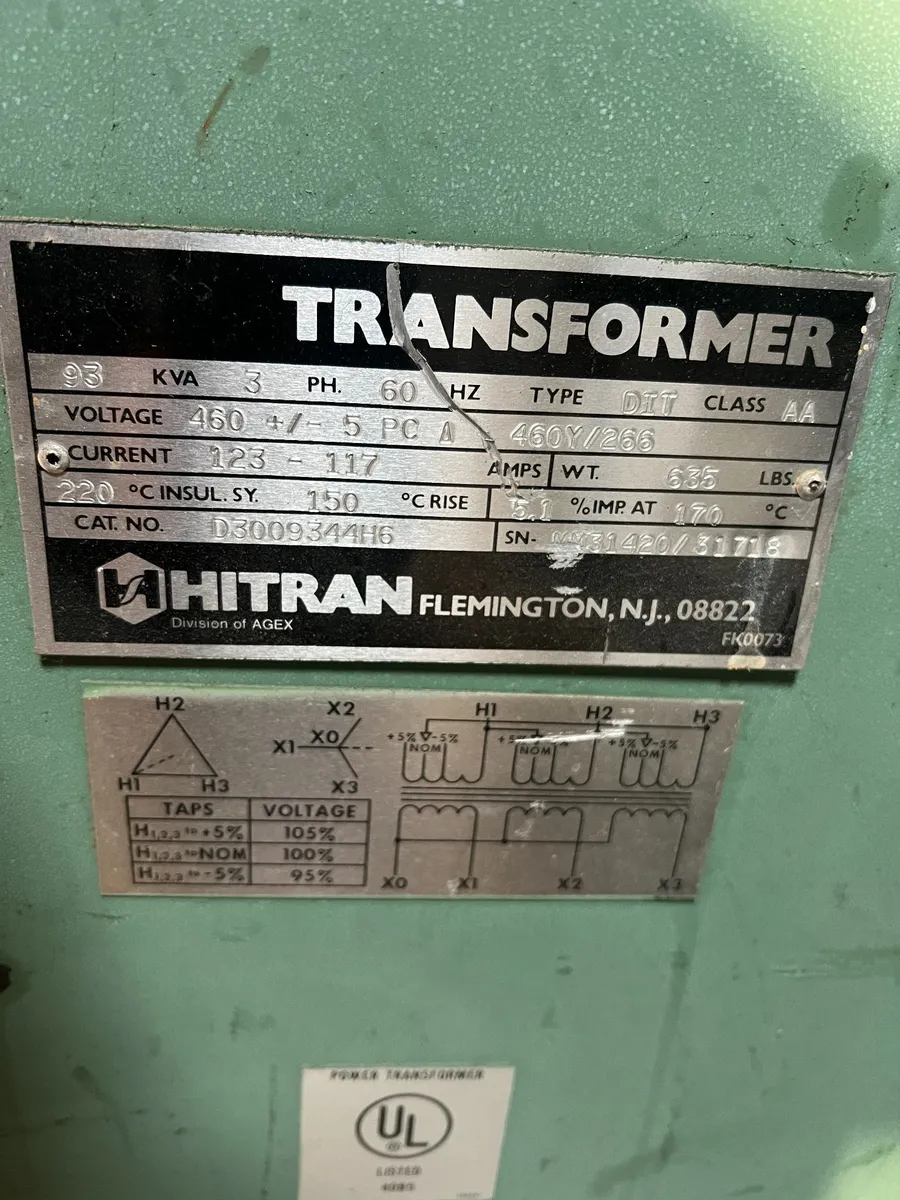 TRANSFORMER
93 KVA 3 PH. 60 HZ TYPE DIT CLASS AA
VOLTAGE 460 +/- 5 PC Δ - 460Y/266
CURRENT 123 - 117 AMPS WT. 635 LBS.
220 °C INSUL. SY. 150 °C RISE 5.1 % IMP. AT 170 °C
CAT. NO. D3009344H6 SN- 31420/31718
HITRAN FLEMINGTON, N.J., 08822
Division of AGEX FK0073
H2 X2 H1 H2 H3
X1 X0 +5% -5% +5% -5% +5% -5%
NOM NOM NOM
H1 H3 X3
TAPS VOLTAGE
H1,2,3 to +5% 105%
H1,2,3 to NOM 100%
H1,2,3 to -5% 95%
X0 X1 X2 X3
POWER TRANSFORMER
UL
LISTED